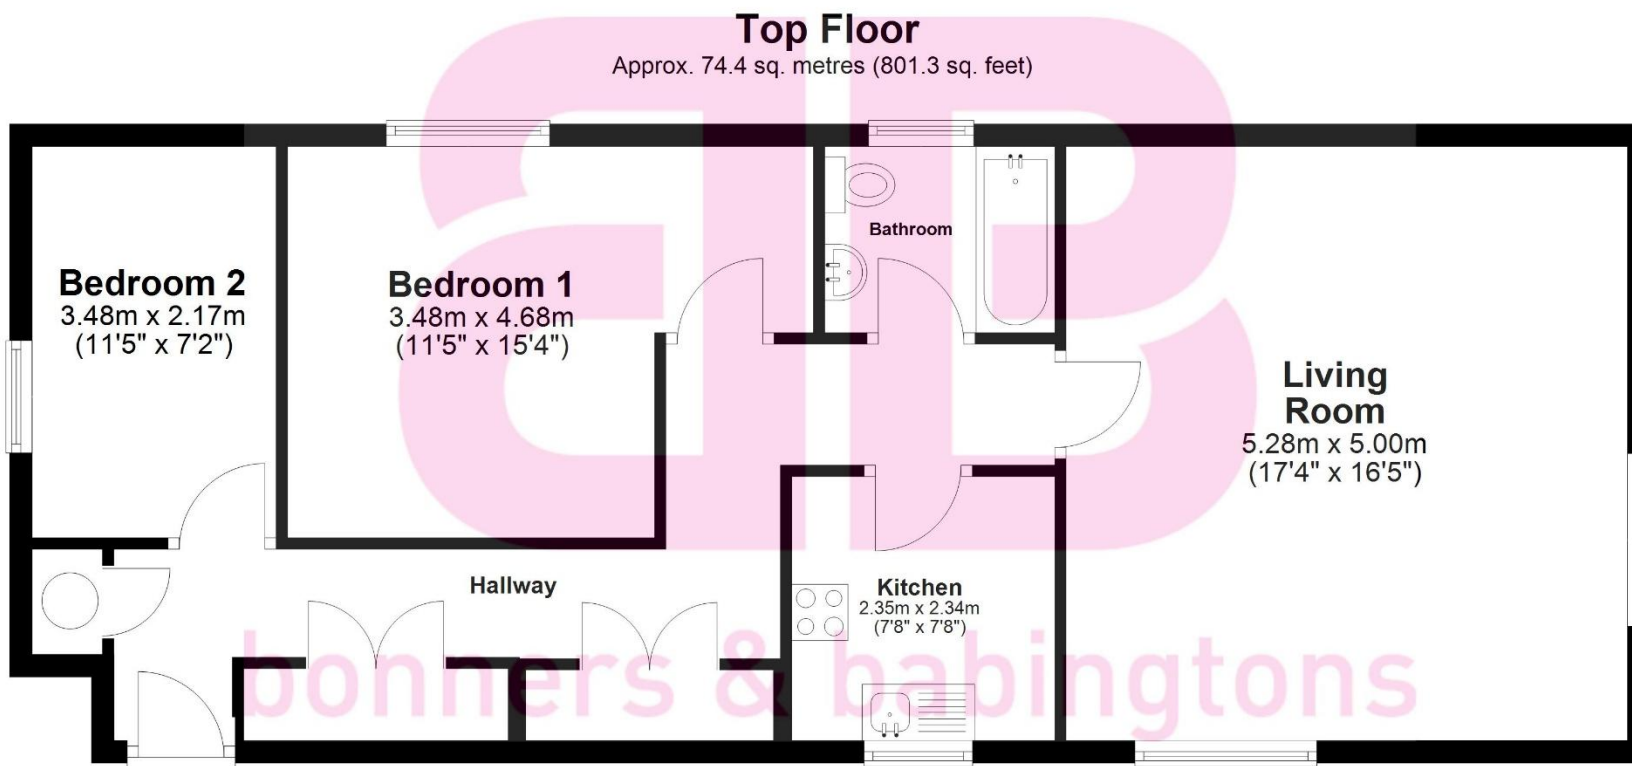 Top Floor
Approx. 74.4 sq. metres (801.3 sq. feet)
Bedroom 2
3.48m x 2.17m
(11'5" x 7'2")
Bedroom 1
3.48m x 4.68m
(11'5" x 15'4")
Bathroom
Living
Room
5.28m x 5.00m
(17'4" x 16'5")
Hallway
Kitchen
2.35m x 2.34m
(7'8" x 7'8")
aB
bonners & babingtons